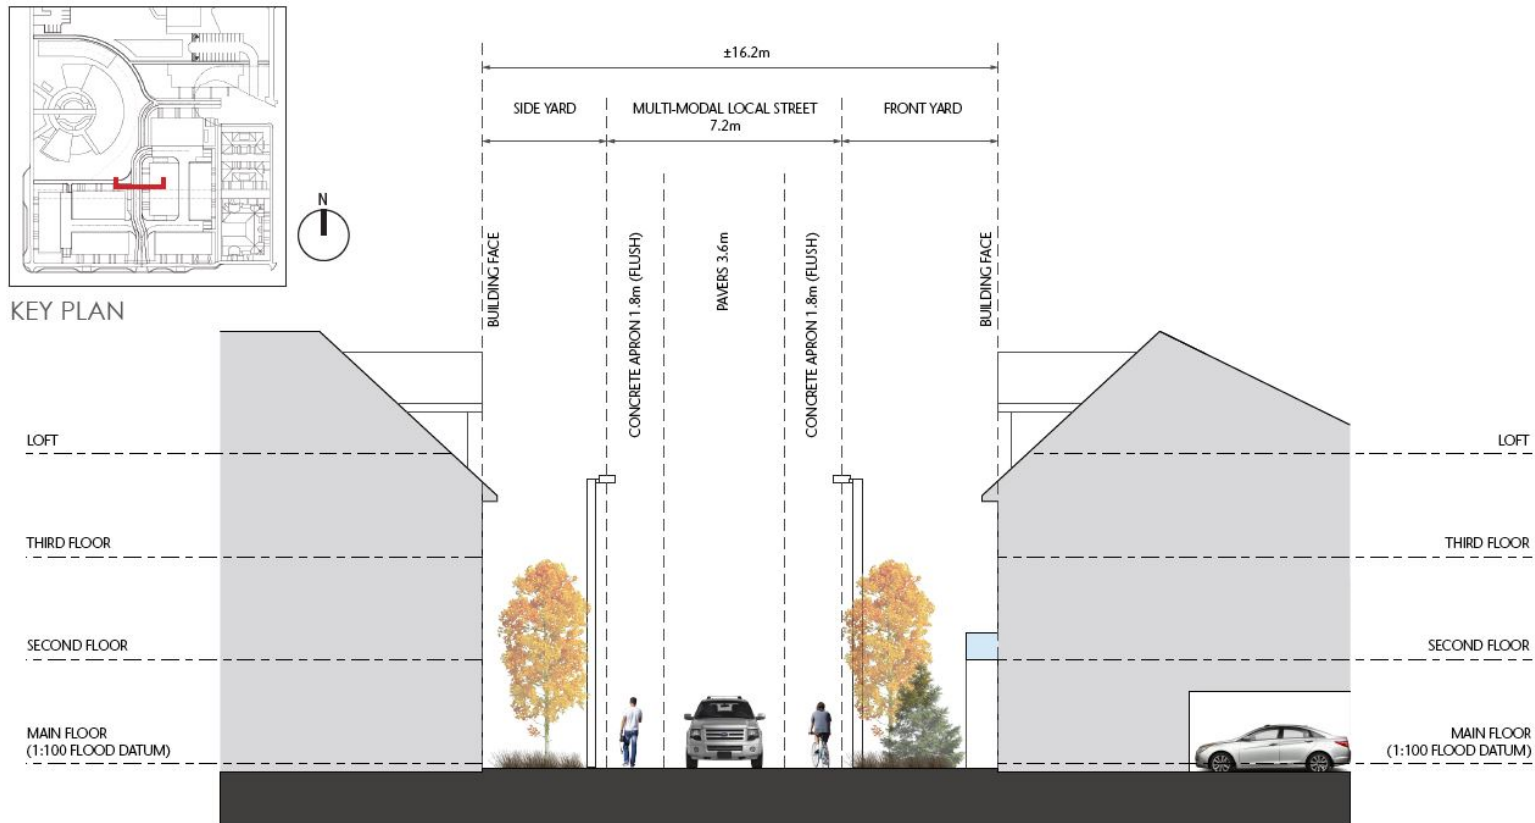 ±16.2m
SIDE YARD
MULTI-MODAL LOCAL STREET
7.2m
FRONT YARD
N
KEY PLAN
BUILDING FACE
CONCRETE APRON 1.8m (FLUSH)
PAVERS 3.6m
CONCRETE APRON 1.8m (FLUSH)
BUILDING FACE
LOFT
LOFT
THIRD FLOOR
THIRD FLOOR
SECOND FLOOR
SECOND FLOOR
MAIN FLOOR
(1:100 FLOOD DATUM)
MAIN FLOOR
(1:100 FLOOD DATUM)